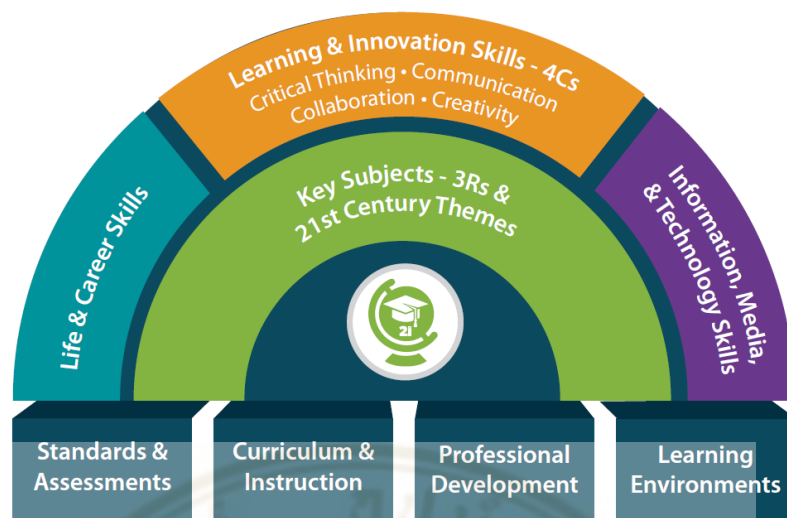 Learning & Innovation Skills - 4Cs
Critical Thinking • Communication
Collaboration • Creativity
Life & Career Skills
Key Subjects - 3Rs &
21st Century Themes
Information, Media,
& Technology Skills
21
Standards &
Assessments
Curriculum &
Instruction
Professional
Development
Learning
Environments